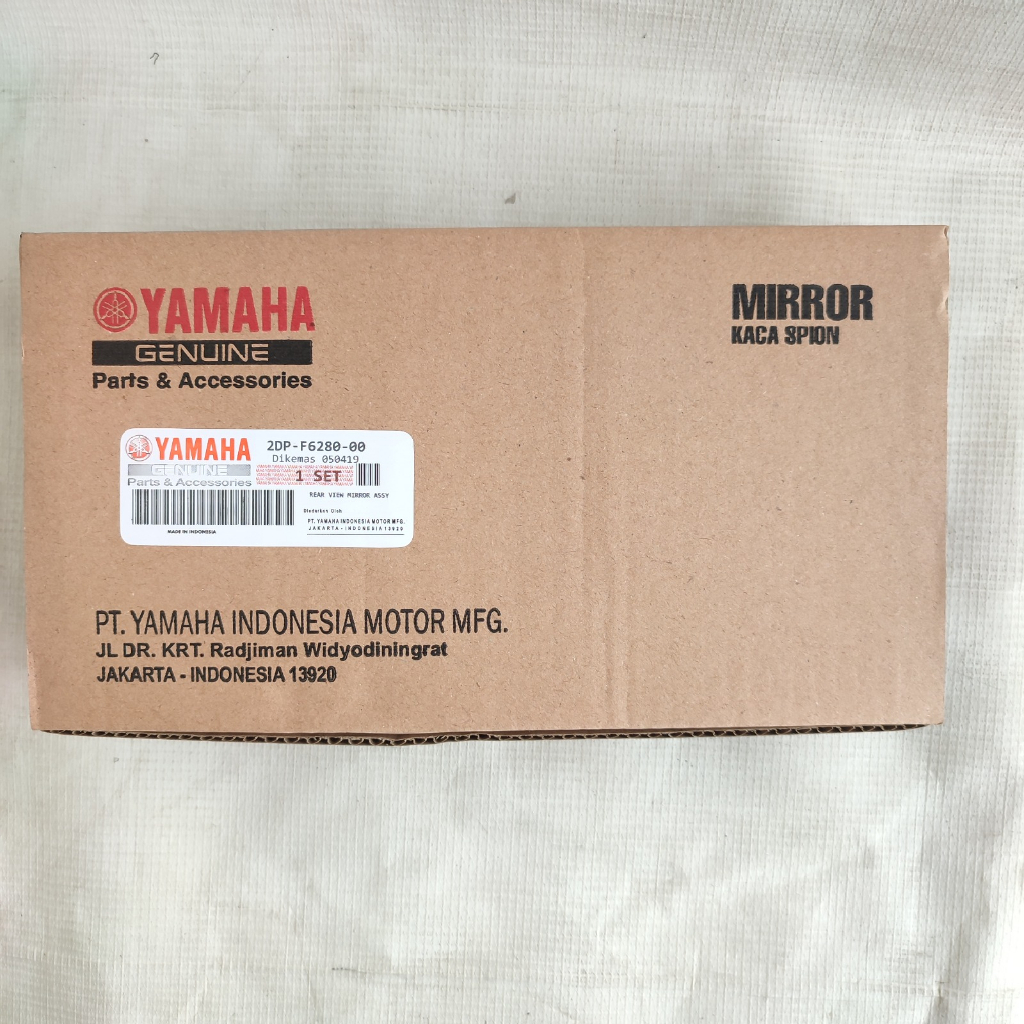 YAMAHA
GENUINE
Parts & Accessories
MIRROR
KACA SPION
YAMAHA
GENUINE
Parts & Accessories
2DP-F6280-00
Dikemas 050419
1 SET
REAR VIEW MIRROR ASSY
Diedarkan Oleh
PT. YAMAHA INDONESIA MOTOR MFG.
JAKARTA - INDONESIA 13920
MADE IN INDONESIA
PT. YAMAHA INDONESIA MOTOR MFG.
JL DR. KRT. Radjiman Widyodiningrat
JAKARTA - INDONESIA 13920